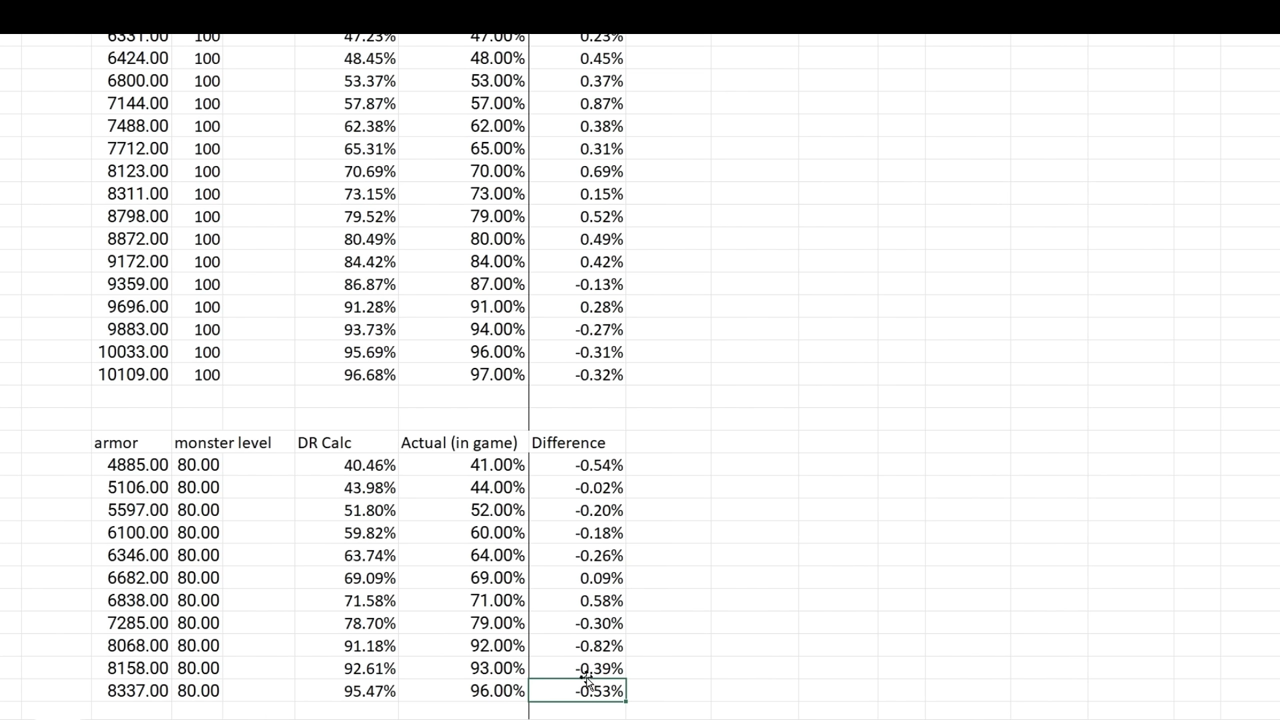 6331.00 100 47.23% 47.00% 0.23%
6424.00 100 48.45% 48.00% 0.45%
6800.00 100 53.37% 53.00% 0.37%
7144.00 100 57.87% 57.00% 0.87%
7488.00 100 62.38% 62.00% 0.38%
7712.00 100 65.31% 65.00% 0.31%
8123.00 100 70.69% 70.00% 0.69%
8311.00 100 73.15% 73.00% 0.15%
8798.00 100 79.52% 79.00% 0.52%
8872.00 100 80.49% 80.00% 0.49%
9172.00 100 84.42% 84.00% 0.42%
9359.00 100 86.87% 87.00% -0.13%
9696.00 100 91.28% 91.00% 0.28%
9883.00 100 93.73% 94.00% -0.27%
10033.00 100 95.69% 96.00% -0.31%
10109.00 100 96.68% 97.00% -0.32%
armor monster level DR Calc Actual (in game) Difference
4885.00 80.00 40.46% 41.00% -0.54%
5106.00 80.00 43.98% 44.00% -0.02%
5597.00 80.00 51.80% 52.00% -0.20%
6100.00 80.00 59.82% 60.00% -0.18%
6346.00 80.00 63.74% 64.00% -0.26%
6682.00 80.00 69.09% 69.00% 0.09%
6838.00 80.00 71.58% 71.00% 0.58%
7285.00 80.00 78.70% 79.00% -0.30%
8068.00 80.00 91.18% 92.00% -0.82%
8158.00 80.00 92.61% 93.00% -0.39%
8337.00 80.00 95.47% 96.00% -0.53%